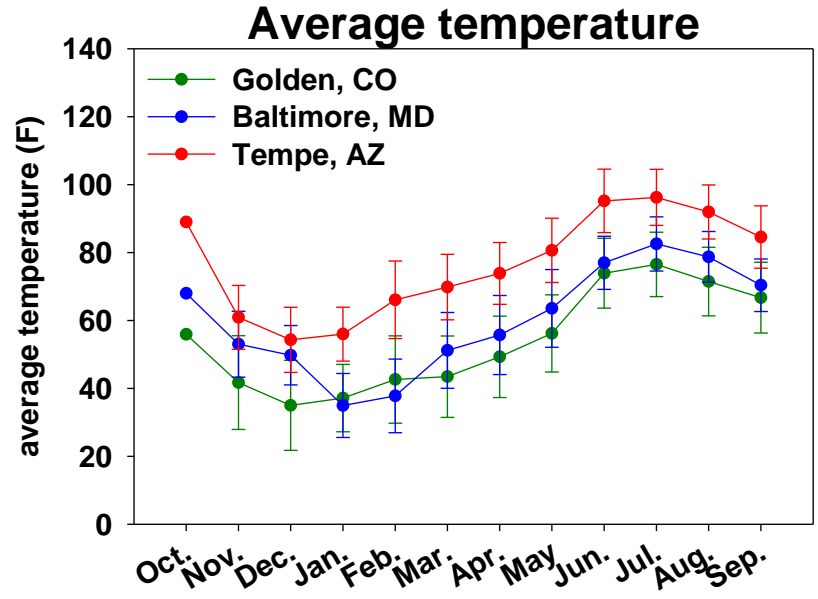 Average temperature
140
120
100
80
60
40
20
0
average temperature (F)
Golden, CO
Baltimore, MD
Tempe, AZ
Oct.
Nov.
Dec.
Jan.
Feb.
Mar.
Apr.
May
Jun.
Jul.
Aug.
Sep.